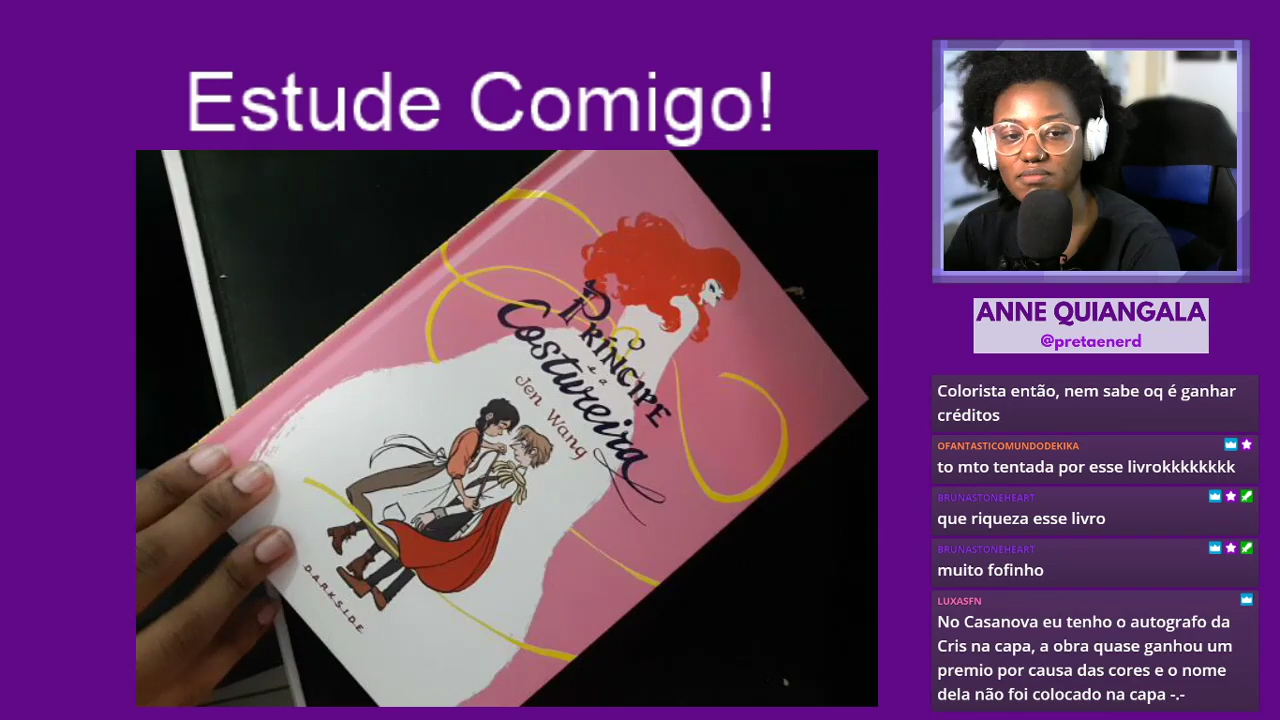 Estude Comigo!
O
PRÍNCIPE
e a
Costureira
Jen Wang
D.A.R.K.S.I.D.E.
ANNE QUIANGALA
@pretaenerd
Colorista então, nem sabe oq é ganhar
créditos
OFANTASTICOMUNDODEKIKA
to mto tentada por esse livrokkkkkkkk
BRUNASTONEHEART
que riqueza esse livro
BRUNASTONEHEART
muito fofinho
LUXASFN
No Casanova eu tenho o autografo da
Cris na capa, a obra quase ganhou um
premio por causa das cores e o nome
dela não foi colocado na capa -.-